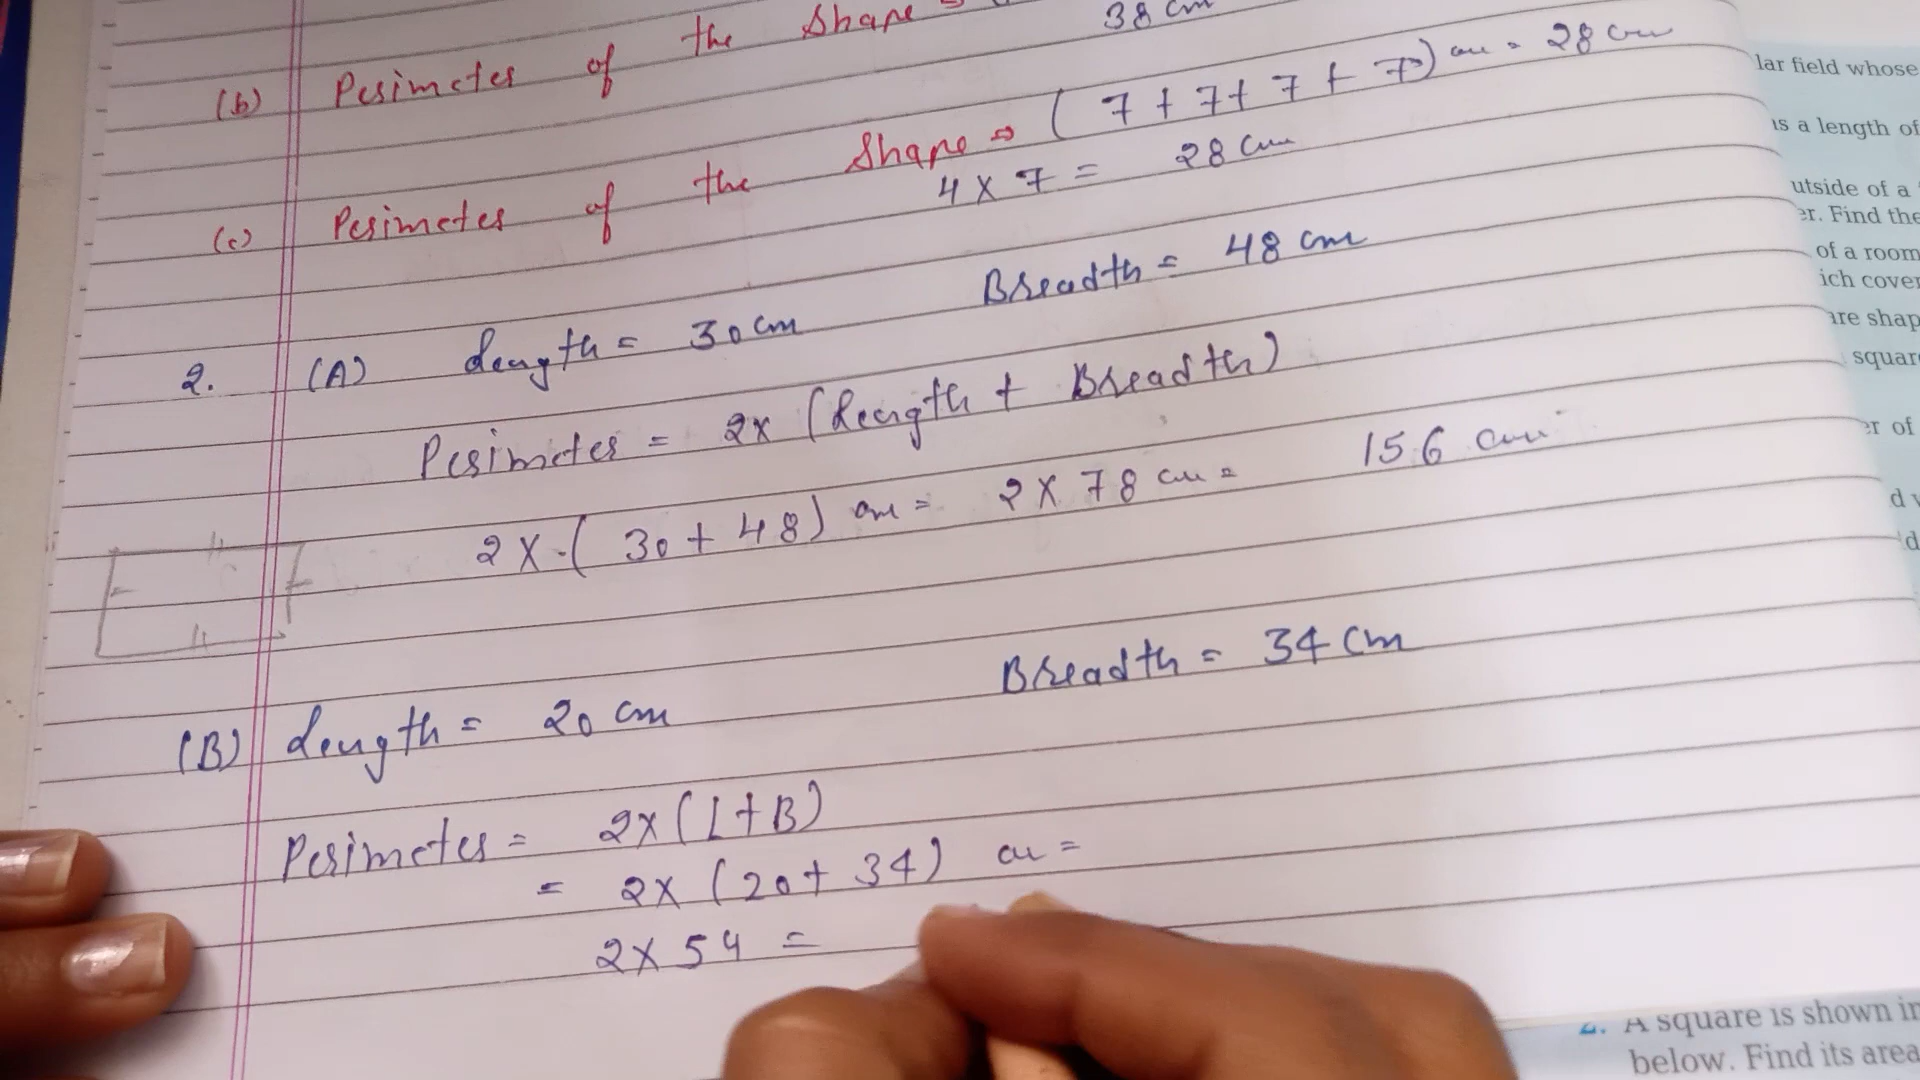 38 cm
(b) Perimeter of the Shape =
(7+7+7+7) cm = 28 cm
(c) Perimeter of the Shape ⇒
4 x 7 = 28 cm
2. (A) Length = 30 cm Breadth = 48 cm
Perimeter = 2x (Length + Breadth)
2 x (30 + 48) cm = 2 x 78 cm = 156 cm
(B) Length = 20 cm Breadth = 34 cm
Perimeter = 2x (L+B)
= 2x (20+ 34) cm =
2x 54 =
lar field whose
is a length of
utside of a
er. Find the
of a room
ich cover
are shap
square
er of
2. A square is shown in
below. Find its area